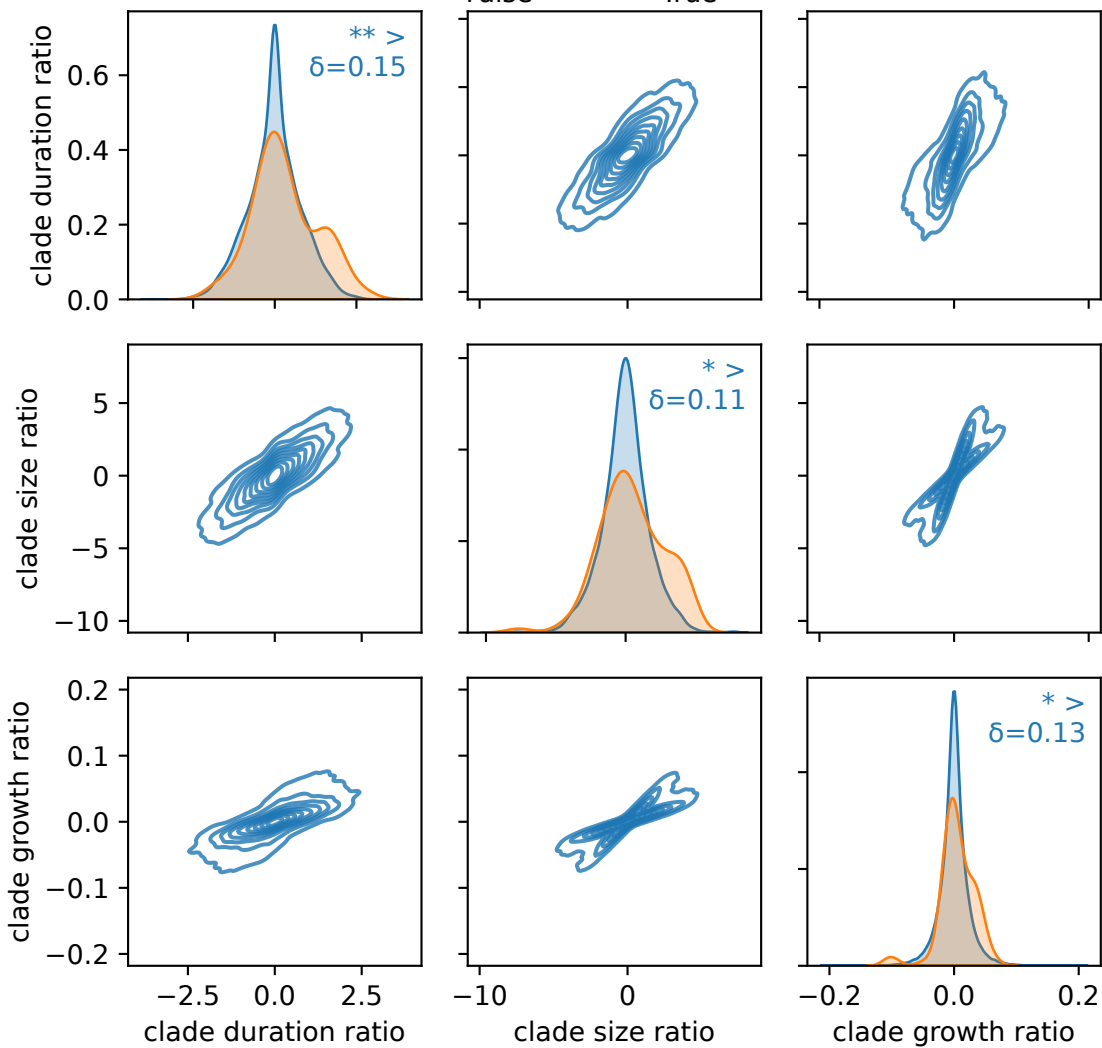 clade duration ratio
0.6
0.4
0.2
0.0
** >
δ=0.15
clade size ratio
5
0
−5
−10
* >
δ=0.11
clade growth ratio
0.2
0.1
0.0
−0.1
−0.2
* >
δ=0.13
−2.5 0.0 2.5
−10 0
−0.2 0.0 0.2
clade duration ratio
clade size ratio
clade growth ratio